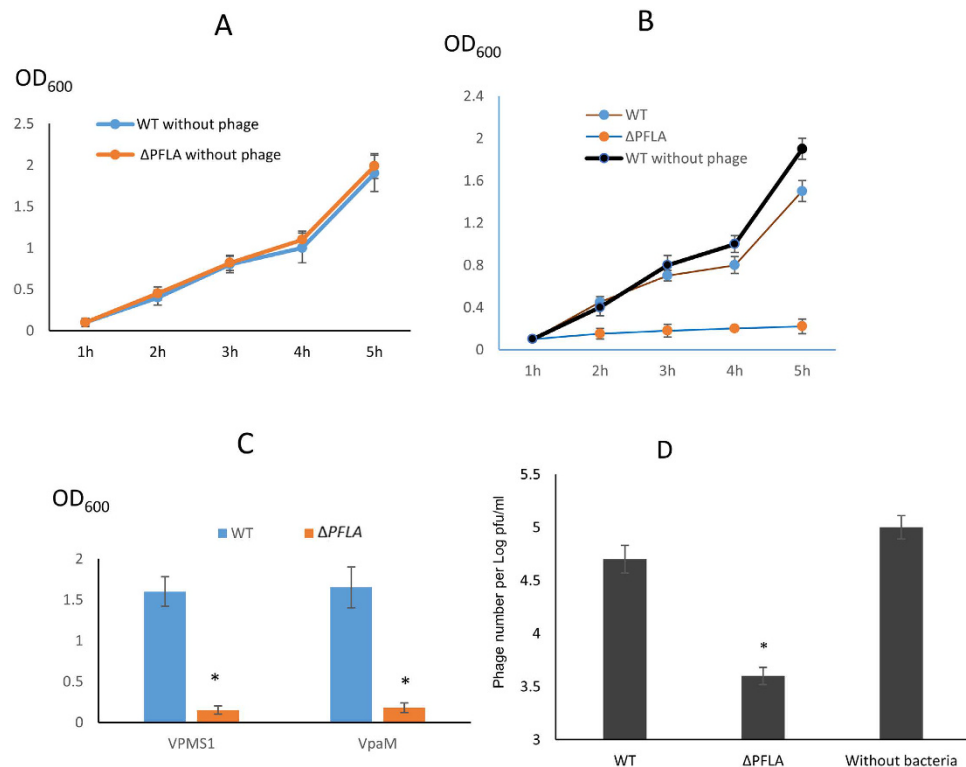 A
OD600
2.5
2
1.5
1
0.5
0
WT without phage
ΔPFLA without phage
1h 2h 3h 4h 5h
B
OD600
2.4
2
1.6
1.2
0.8
0.4
0
WT
ΔPFLA
WT without phage
1h 2h 3h 4h 5h
C
OD600
WT ΔPFLA
2
1.5
1
0.5
0
* *
VPMS1 VpaM
D
Phage number per Log pfu/ml
5.5
5
4.5
4
3.5
3
*
WT ΔPFLA Without bacteria